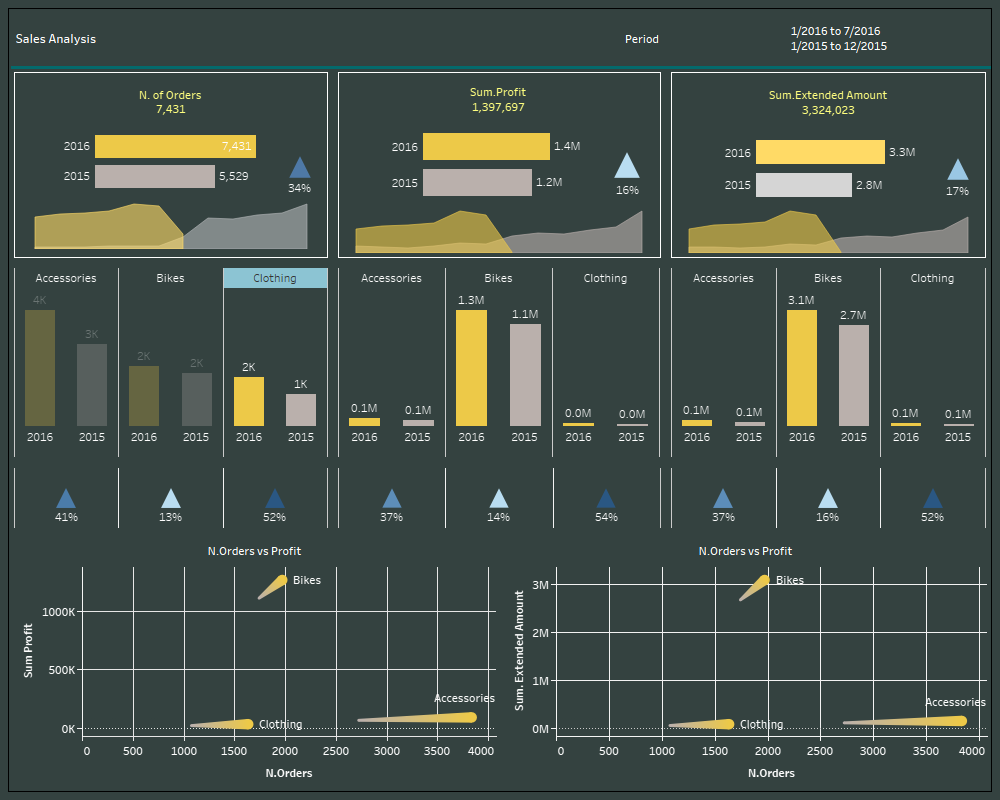 Sales Analysis
Period
1/2016 to 7/2016
1/2015 to 12/2015
N. of Orders
7,431
2016
7,431
2015
5,529
34%
Sum.Profit
1,397,697
2016
1.4M
2015
1.2M
16%
Sum.Extended Amount
3,324,023
2016
3.3M
2015
2.8M
17%
Accessories Bikes Clothing
4K 3K 2K 2K 2K 1K
2016 2015 2016 2015 2016 2015
Accessories Bikes Clothing
0.1M 0.1M 1.3M 1.1M 0.0M 0.0M
2016 2015 2016 2015 2016 2015
Accessories Bikes Clothing
0.1M 0.1M 3.1M 2.7M 0.1M 0.1M
2016 2015 2016 2015 2016 2015
41% 13% 52%
37% 14% 54%
37% 16% 52%
N.Orders vs Profit
Sum Profit
1000K
500K
0K
Bikes
Accessories
Clothing
0 500 1000 1500 2000 2500 3000 3500 4000
N.Orders
N.Orders vs Profit
Sum. Extended Amount
3M
2M
1M
0M
Bikes
Accessories
Clothing
0 500 1000 1500 2000 2500 3000 3500 4000
N.Orders